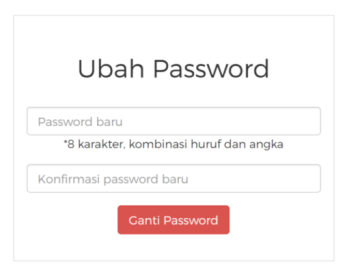 Ubah Password
Password baru
*8 karakter, kombinasi huruf dan angka
Konfirmasi password baru
Ganti Password